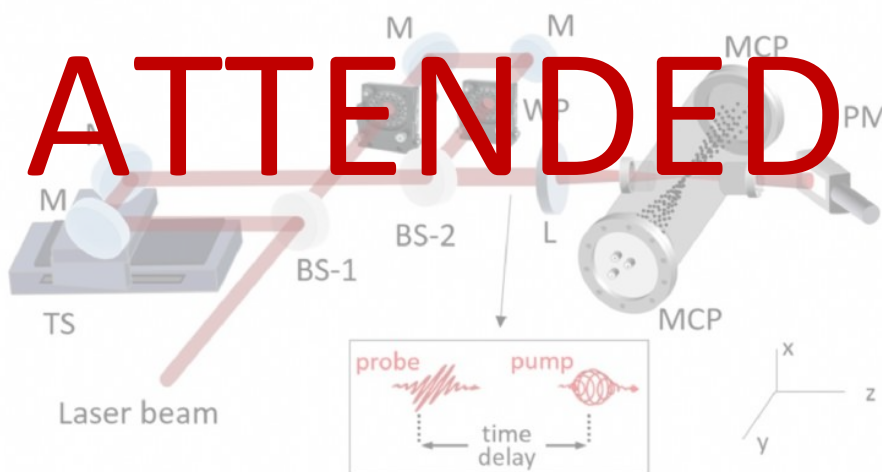 M
M
MCP
ATTENDED
WP
PM
M
M
BS-2
L
BS-1
TS
MCP
Laser beam
probe
pump
time
delay
x
z
y